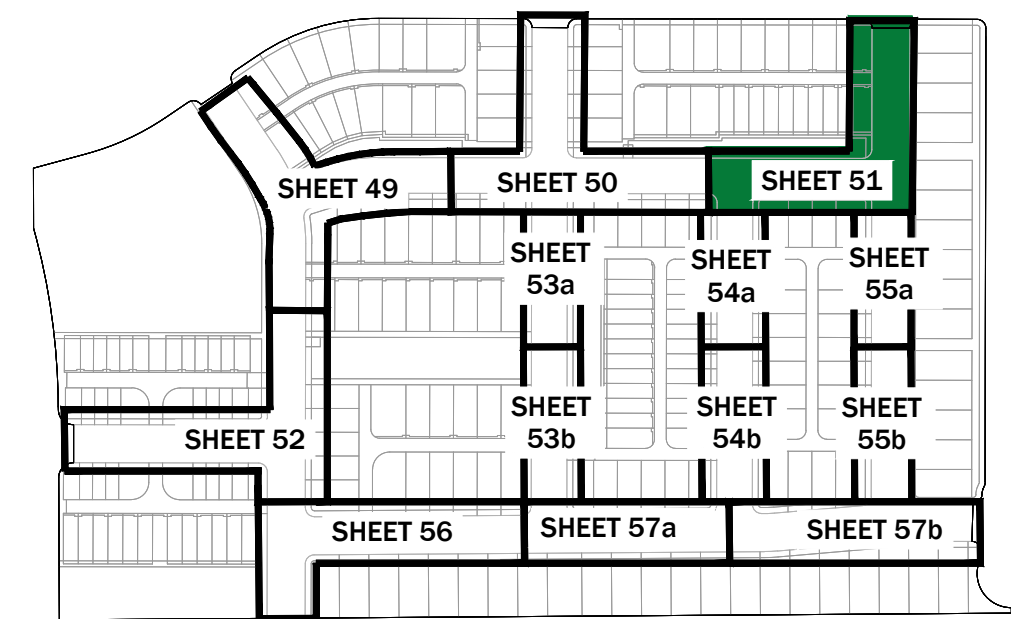 SHEET 49
SHEET 50
SHEET 51
SHEET
53a
SHEET
54a
SHEET
55a
SHEET 52
SHEET
53b
SHEET
54b
SHEET
55b
SHEET 56
SHEET 57a
SHEET 57b